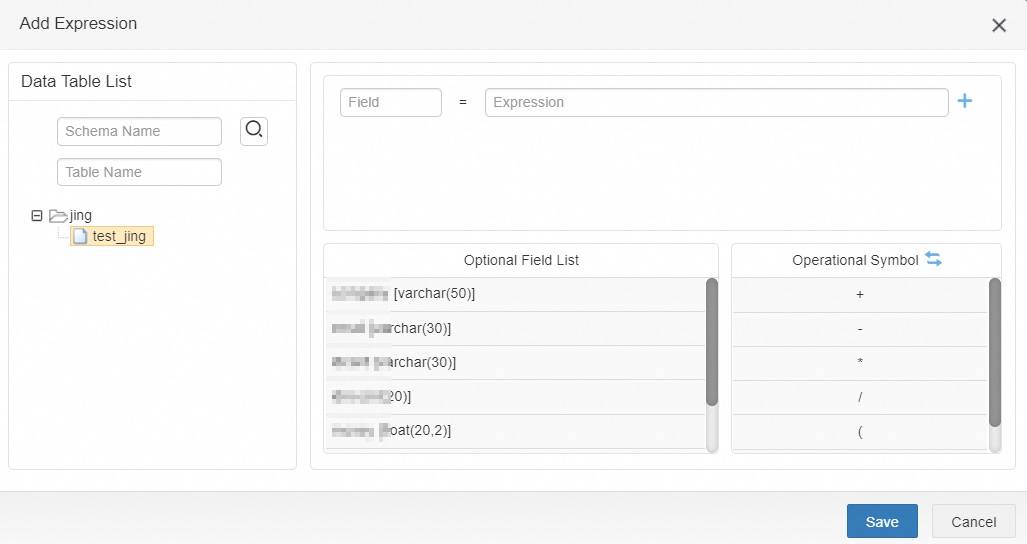 Add Expression
Data Table List
Schema Name
Table Name
jing
test_jing
Field = Expression
Optional Field List
[varchar(50)]
rchar(30)]
archar(30)]
20)]
oat(20,2)]
Operational Symbol
+
-
*
/
(
Save
Cancel